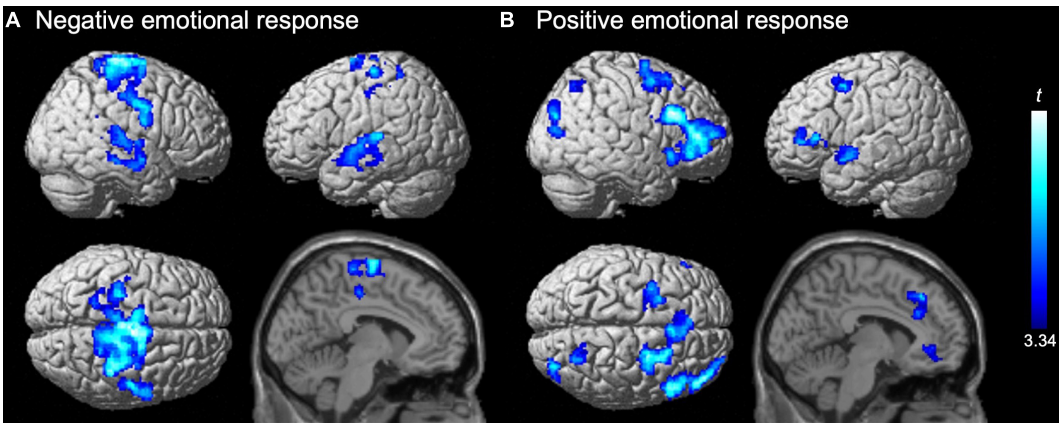 A Negative emotional response
B Positive emotional response
t
3.34